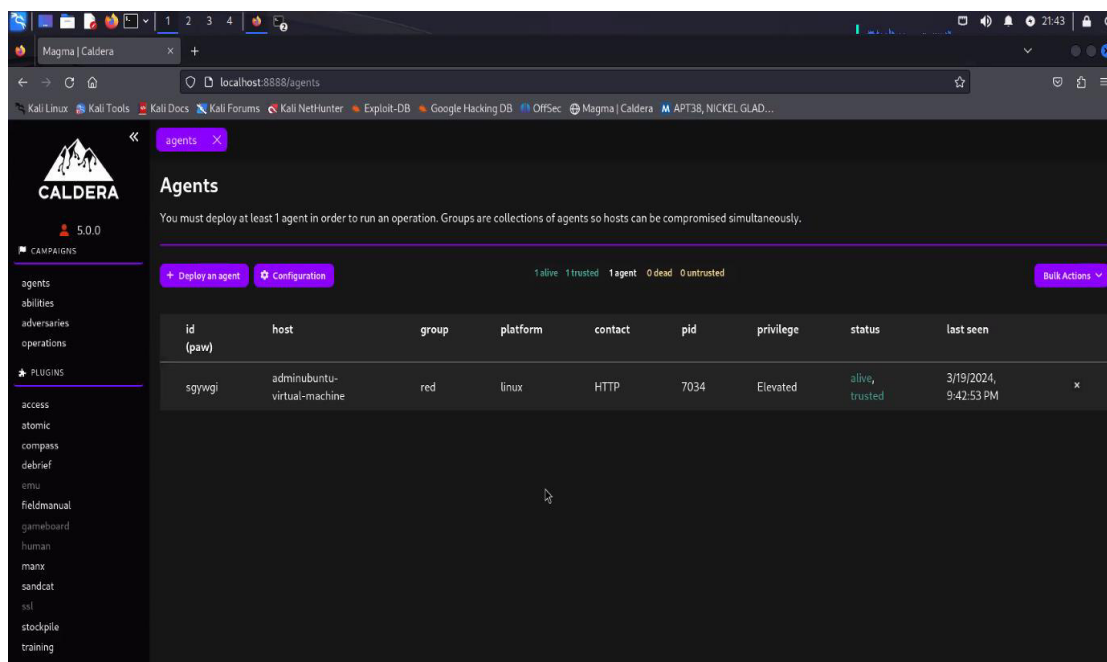 1 2 3 4
21:43
Magma | Caldera
localhost:8888/agents
Kali Linux Kali Tools Kali Docs Kali Forums Kali NetHunter Exploit-DB Google Hacking DB OffSec Magma | Caldera APT38, NICKEL GLAD...
agents
CALDERA
5.0.0
CAMPAIGNS
agents
abilities
adversaries
operations
PLUGINS
access
atomic
compass
debrief
emu
fieldmanual
gameboard
human
manx
sandcat
ssl
stockpile
training
Agents
You must deploy at least 1 agent in order to run an operation. Groups are collections of agents so hosts can be compromised simultaneously.
+ Deploy an agent Configuration 1 alive 1 trusted 1 agent 0 dead 0 untrusted Bulk Actions
id (paw) host group platform contact pid privilege status last seen
sgywgi adminubuntu-virtual-machine red linux HTTP 7034 Elevated alive, trusted 3/19/2024, 9:42:53 PM